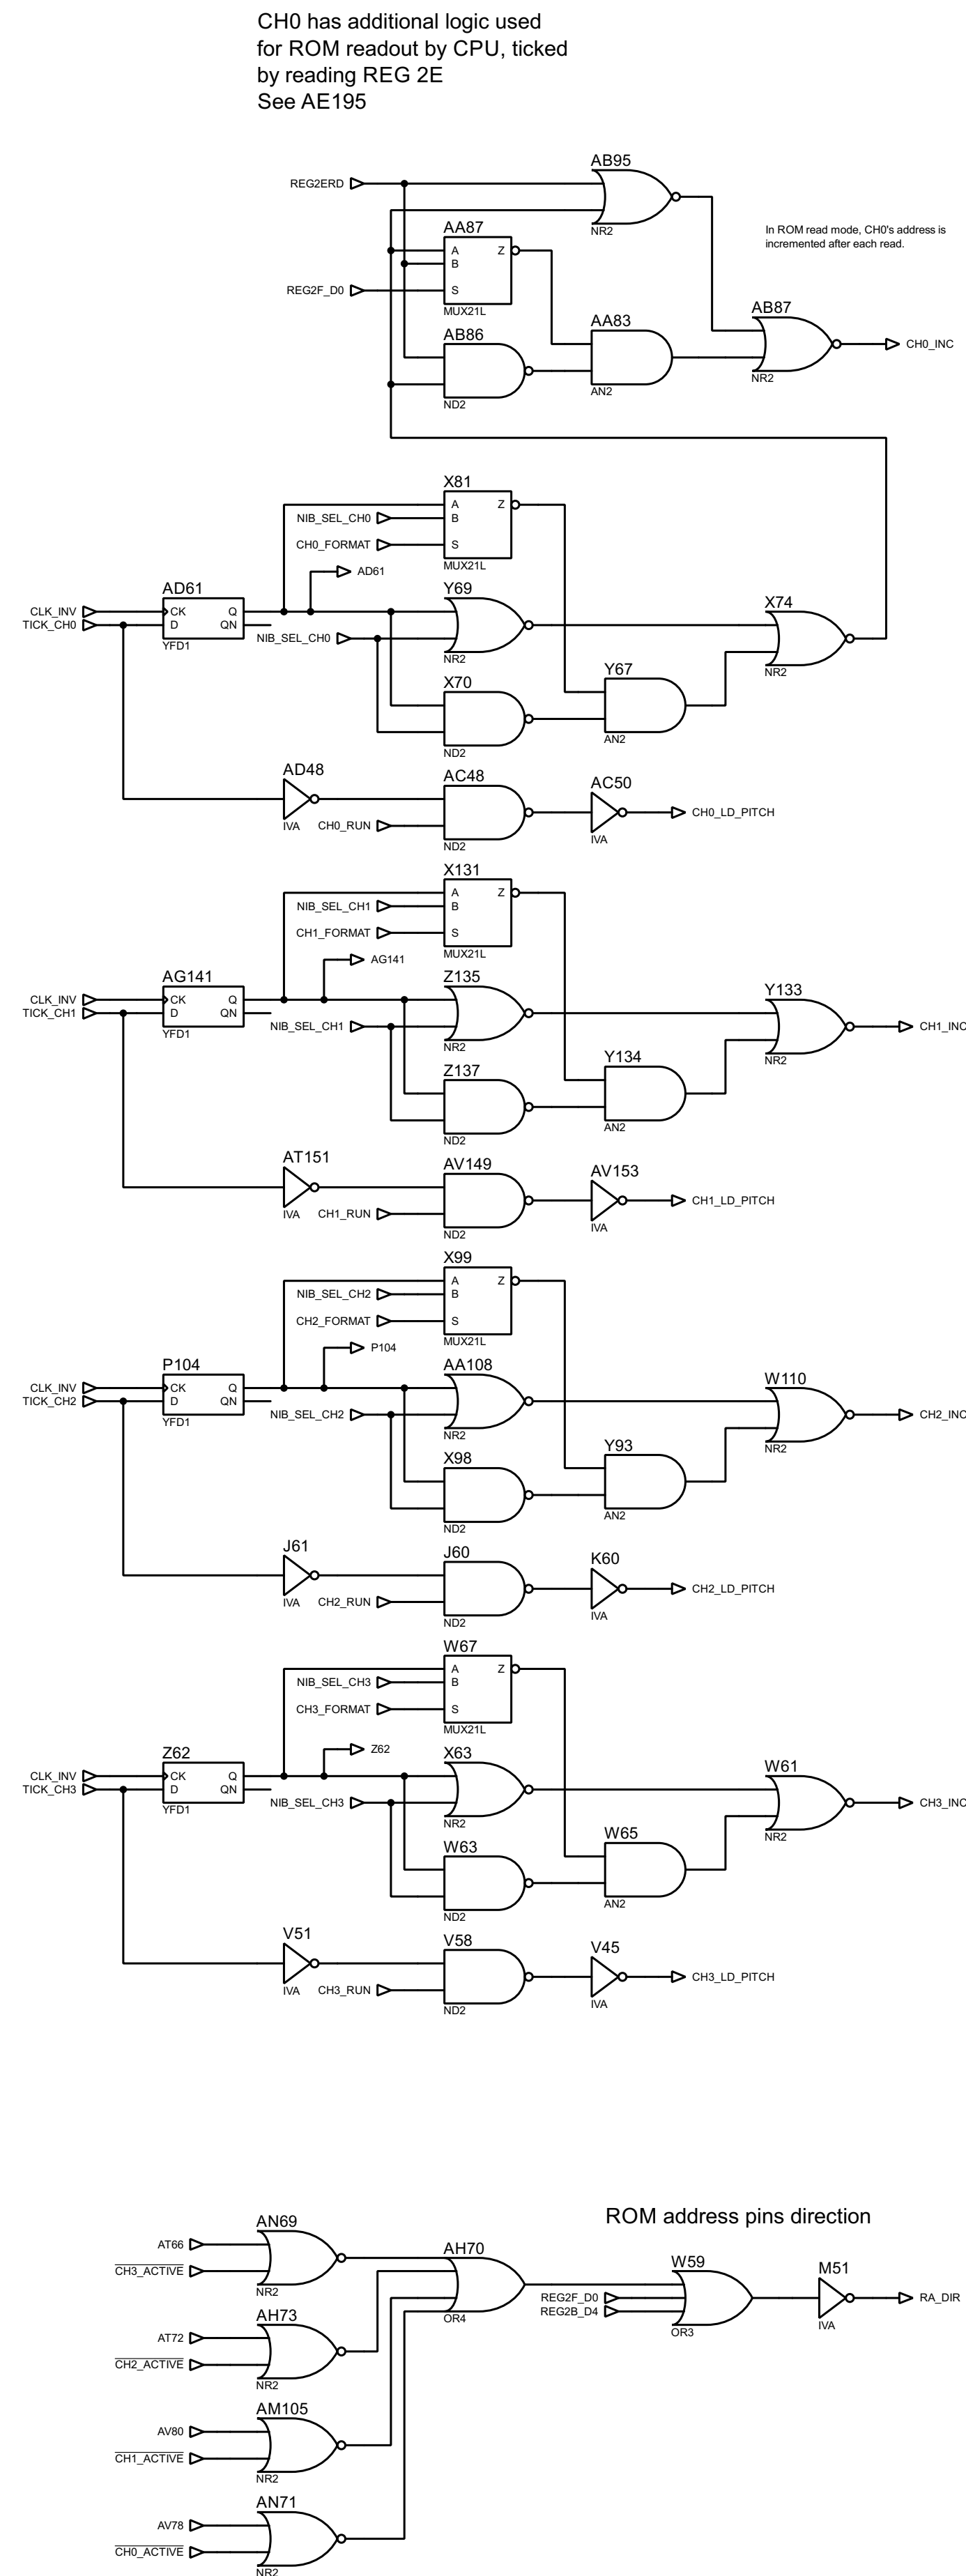 CH0 has additional logic used
for ROM readout by CPU, ticked
by reading REG 2E
See AE195
AB95
REG2ERD
NR2
In ROM read mode, CH0's address is
incremented after each read.
AA87
A Z
B
REG2F_D0 S
MUX21L
AB87
AB86
AA83
CH0_INC
NR2
AN2
ND2
X81
A Z
NIB_SEL_CH0 B
CH0_FORMAT S
MUX21L
AD61
AD61
Y69
X74
CLK_INV CK Q
TICK_CH0 D QN
NIB_SEL_CH0
YFD1
NR2
NR2
X70
Y67
AN2
ND2
AD48
AC48
AC50
CH0_LD_PITCH
IVA
CH0_RUN
IVA
ND2
X131
A Z
NIB_SEL_CH1 B
CH1_FORMAT S
MUX21L
AG141
AG141
Z135
Y133
CLK_INV CK Q
TICK_CH1 D QN
NIB_SEL_CH1
CH1_INC
YFD1
NR2
NR2
Z137
Y134
AN2
ND2
AT151
AV149
AV153
CH1_LD_PITCH
IVA
CH1_RUN
IVA
ND2
X99
A Z
NIB_SEL_CH2 B
CH2_FORMAT S
MUX21L
P104
P104
AA108
W110
CLK_INV CK Q
TICK_CH2 D QN
NIB_SEL_CH2
CH2_INC
YFD1
NR2
NR2
X98
Y93
AN2
ND2
J61
J60
K60
CH2_LD_PITCH
IVA
CH2_RUN
IVA
ND2
W67
A Z
NIB_SEL_CH3 B
CH3_FORMAT S
MUX21L
Z62
Z62
X63
W61
CLK_INV CK Q
TICK_CH3 D QN
NIB_SEL_CH3
CH3_INC
YFD1
NR2
NR2
W63
W65
AN2
ND2
V51
V58
V45
CH3_LD_PITCH
IVA
CH3_RUN
IVA
ND2
ROM address pins direction
AN69
AT66
CH3_ACTIVE
NR2
AH70
OR4
W59
REG2F_D0
REG2B_D4
OR3
M51
RA_DIR
IVA
AH73
AT72
CH2_ACTIVE
NR2
AM105
AV80
CH1_ACTIVE
NR2
AN71
AV78
CH0_ACTIVE
NR2